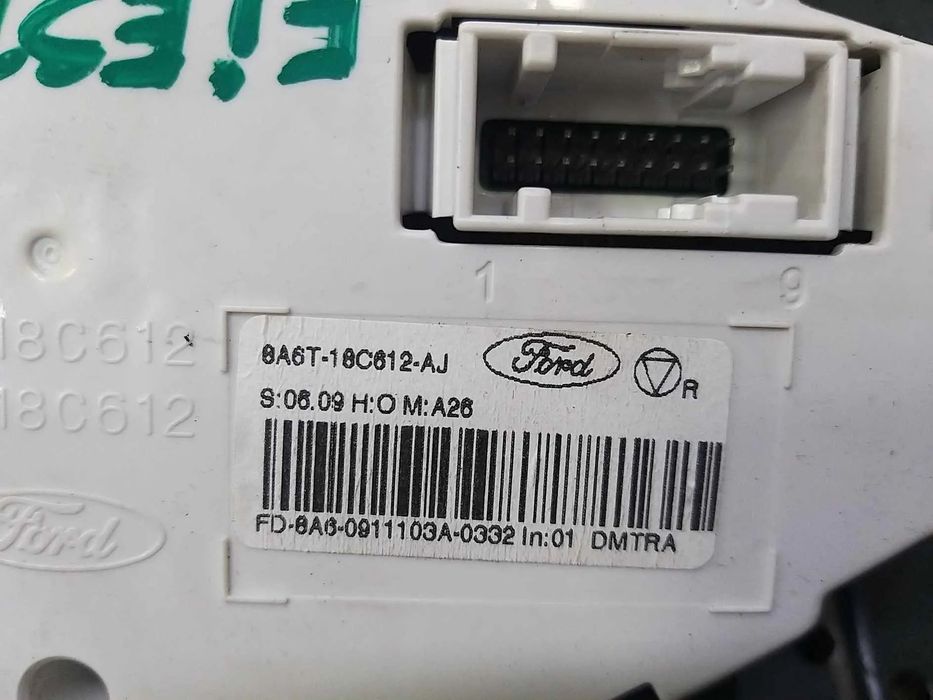 FIES
1 9
18C612
18C612
8A6T-18C612-AJ Ford R
S:06.09 H:O M:A26
FD-8A6-0911103A-0332 In:01 DMTRA
Ford